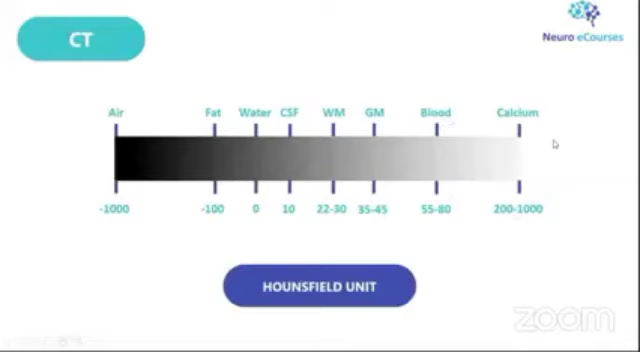 CT
Neuro eCourses
Air Fat Water CSF WM GM Blood Calcium
-1000 -100 0 10 22-30 35-45 55-80 200-1000
HOUNSFIELD UNIT
zoom